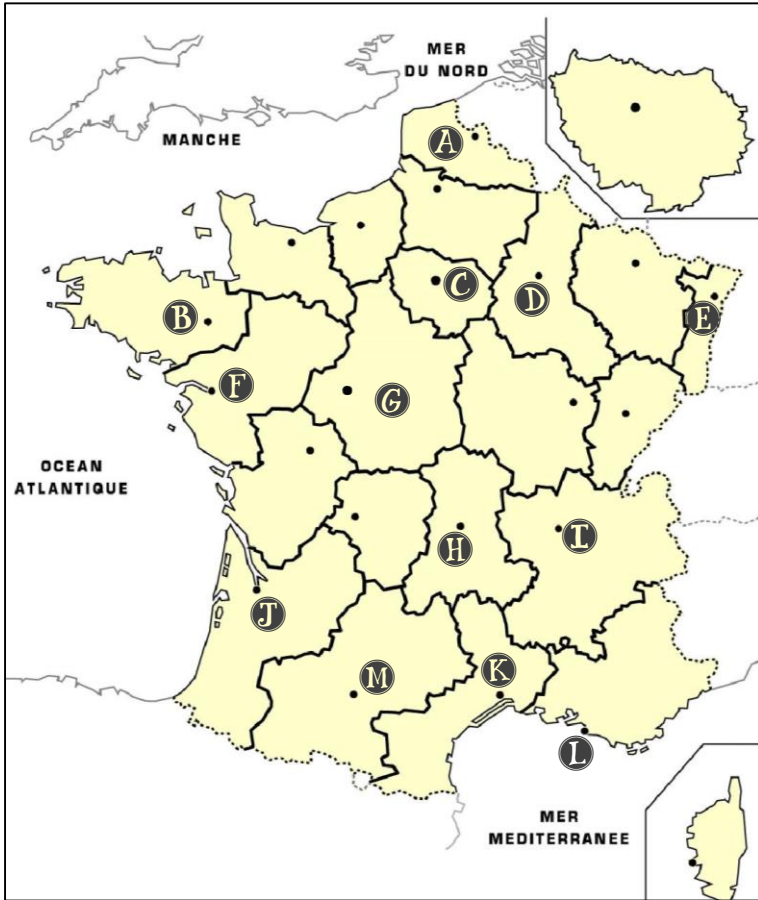 MER
DU NORD
MANCHE
A
C
D
B
E
F
G
OCEAN
ATLANTIQUE
H
I
J
M
K
L
MER
MEDITERRANEE